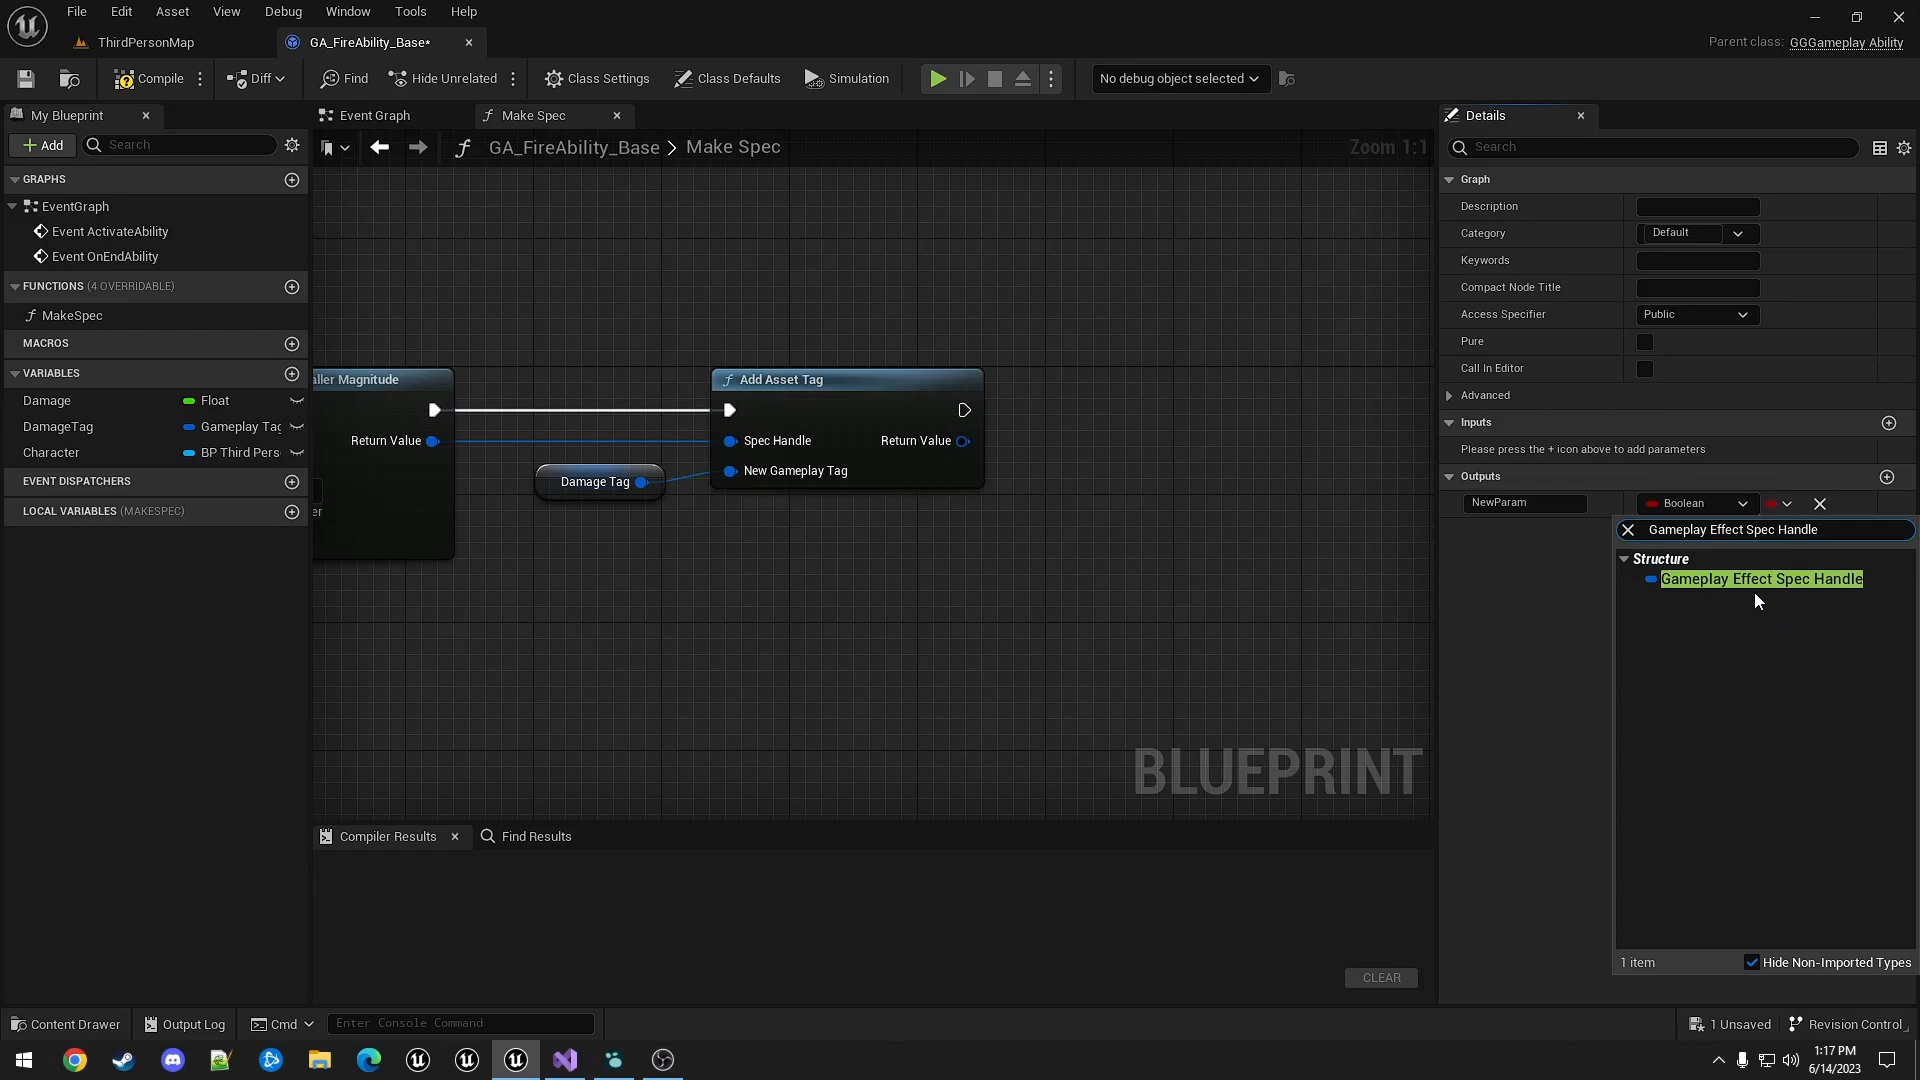 File Edit Asset View Debug Window Tools Help
ThirdPersonMap
GA_FireAbility_Base*
Parent class: GGGameplay Ability
Compile
Diff
Find
Hide Unrelated
Class Settings
Class Defaults
Simulation
No debug object selected
My Blueprint
Event Graph
Make Spec
Details
Add
Search
GA_FireAbility_Base > Make Spec
Zoom 1:1
Search
GRAPHS
EventGraph
Event ActivateAbility
Event OnEndAbility
FUNCTIONS (4 OVERRIDABLE)
MakeSpec
MACROS
VARIABLES
Damage Float
DamageTag Gameplay Tag
Character BP Third Pers
EVENT DISPATCHERS
LOCAL VARIABLES (MAKESPEC)
aller Magnitude
Return Value
er
Damage Tag
Add Asset Tag
Spec Handle Return Value
New Gameplay Tag
BLUEPRINT
Graph
Description
Category Default
Keywords
Compact Node Title
Access Specifier Public
Pure
Call In Editor
Advanced
Inputs
Please press the + icon above to add parameters
Outputs
NewParam Boolean
Gameplay Effect Spec Handle
Structure
Gameplay Effect Spec Handle
1 item
Hide Non-Imported Types
Compiler Results
Find Results
CLEAR
Content Drawer
Output Log
Cmd
Enter Console Command
1 Unsaved
Revision Control
1:17 PM
6/14/2023